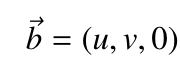 $\vec{b} = (u, v, 0)$